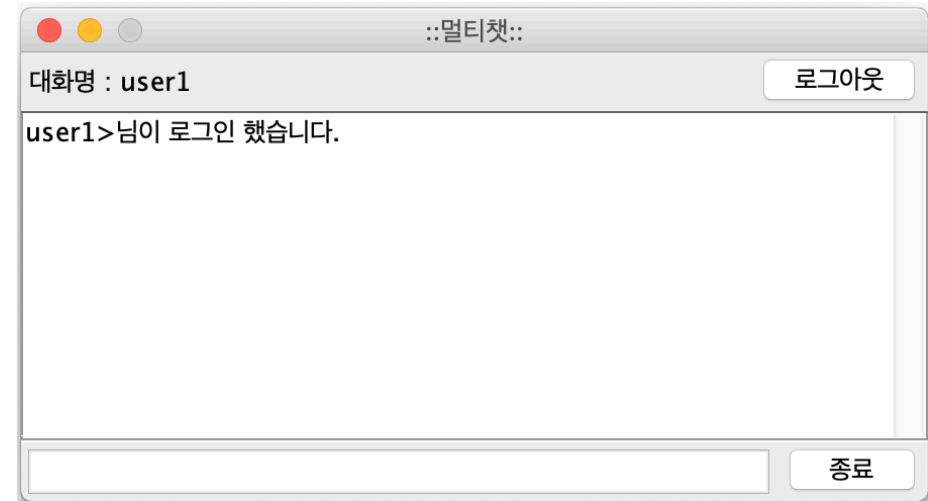 ::멀티챗::
대화명 : user1
로그아웃
user1>님이 로그인 했습니다.
종료